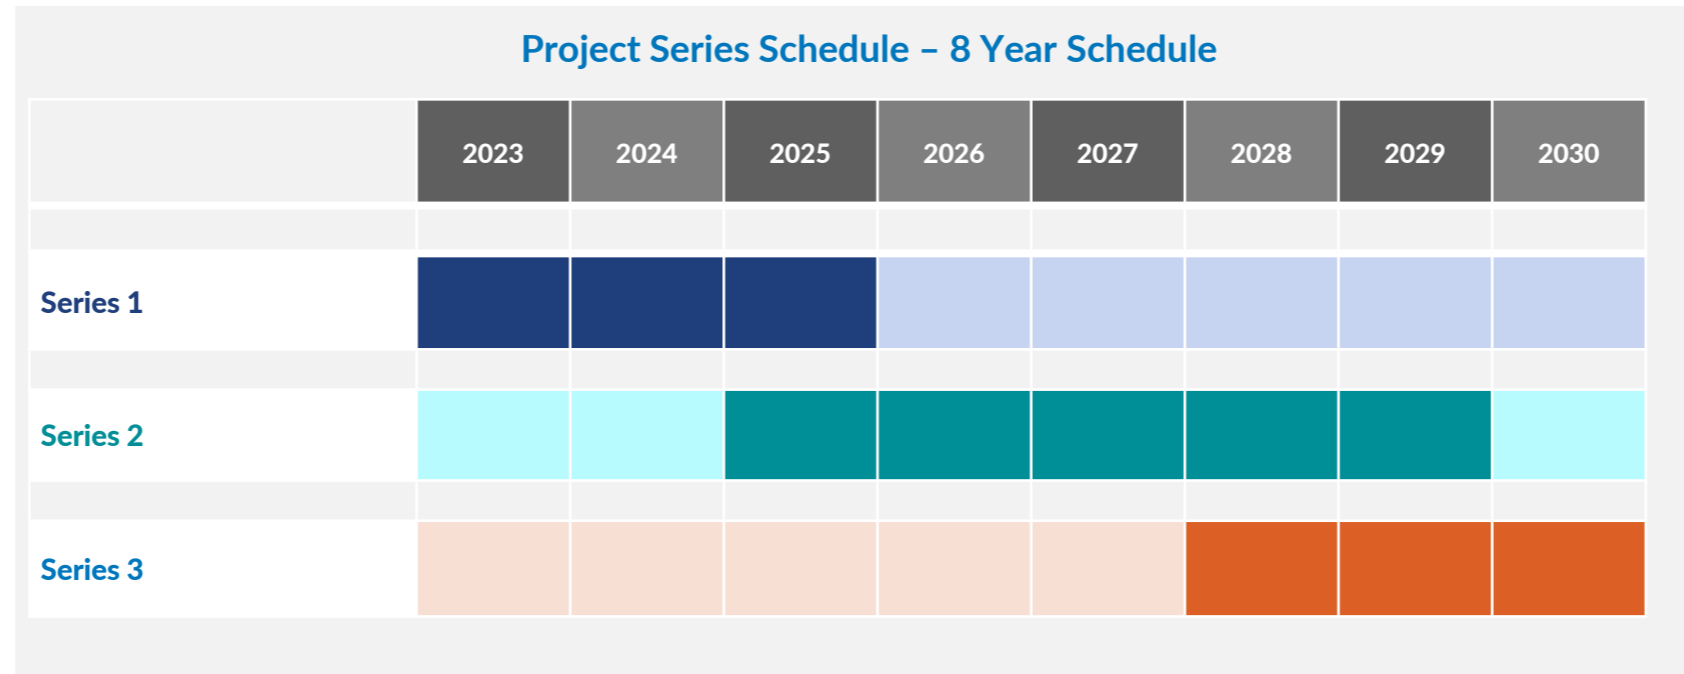 Project Series Schedule – 8 Year Schedule
2023 2024 2025 2026 2027 2028 2029 2030
Series 1
Series 2
Series 3